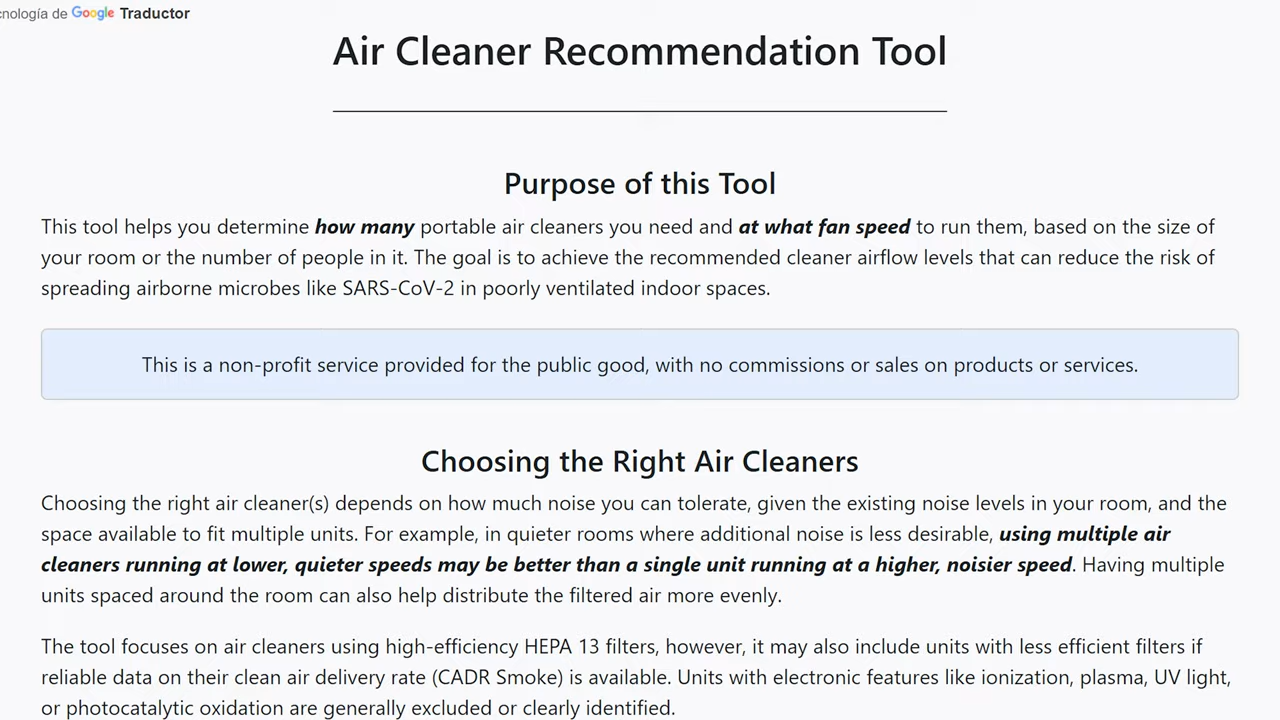 de Google Traductor
Air Cleaner Recommendation Tool
Purpose of this Tool
This tool helps you determine how many portable air cleaners you need and at what fan speed to run them, based on the size of
your room or the number of people in it. The goal is to achieve the recommended cleaner airflow levels that can reduce the risk of
spreading airborne microbes like SARS-CoV-2 in poorly ventilated indoor spaces.
This is a non-profit service provided for the public good, with no commissions or sales on products or services.
Choosing the Right Air Cleaners
Choosing the right air cleaner(s) depends on how much noise you can tolerate, given the existing noise levels in your room, and the
space available to fit multiple units. For example, in quieter rooms where additional noise is less desirable, using multiple air
cleaners running at lower, quieter speeds may be better than a single unit running at a higher, noisier speed. Having multiple
units spaced around the room can also help distribute the filtered air more evenly.
The tool focuses on air cleaners using high-efficiency HEPA 13 filters, however, it may also include units with less efficient filters if
reliable data on their clean air delivery rate (CADR Smoke) is available. Units with electronic features like ionization, plasma, UV light,
or photocatalytic oxidation are generally excluded or clearly identified.